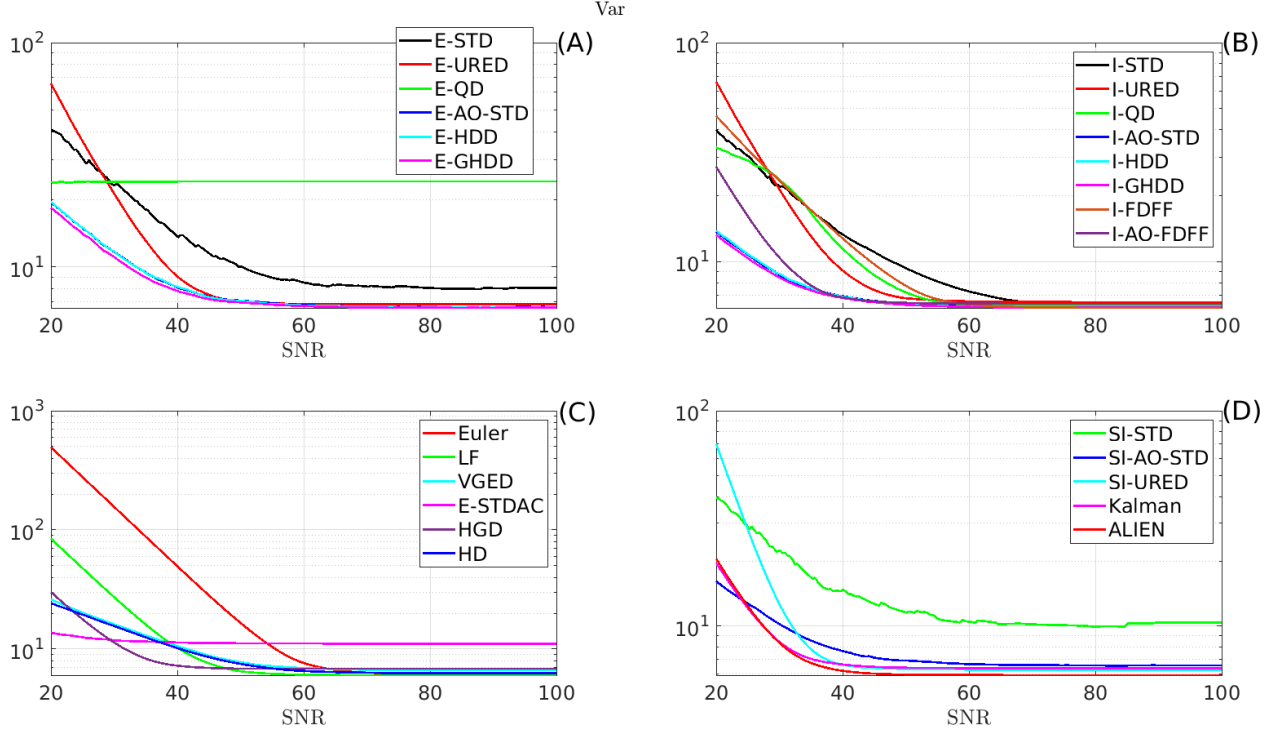 Var
(A)
10^2
10^1
20 40 60 80 100
SNR
E-STD
E-URED
E-QD
E-AO-STD
E-HDD
E-GHDD
(B)
10^2
10^1
20 40 60 80 100
SNR
I-STD
I-URED
I-QD
I-AO-STD
I-HDD
I-GHDD
I-FDFF
I-AO-FDFF
(C)
10^3
10^2
10^1
20 40 60 80 100
SNR
Euler
LF
VGED
E-STDAC
HGD
HD
(D)
10^2
10^1
20 40 60 80 100
SNR
SI-STD
SI-AO-STD
SI-URED
Kalman
ALIEN